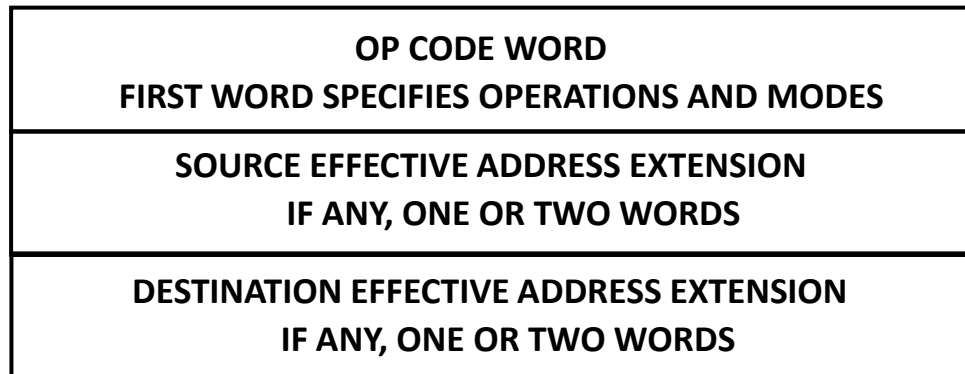 OP CODE WORD
FIRST WORD SPECIFIES OPERATIONS AND MODES
SOURCE EFFECTIVE ADDRESS EXTENSION
IF ANY, ONE OR TWO WORDS
DESTINATION EFFECTIVE ADDRESS EXTENSION
IF ANY, ONE OR TWO WORDS